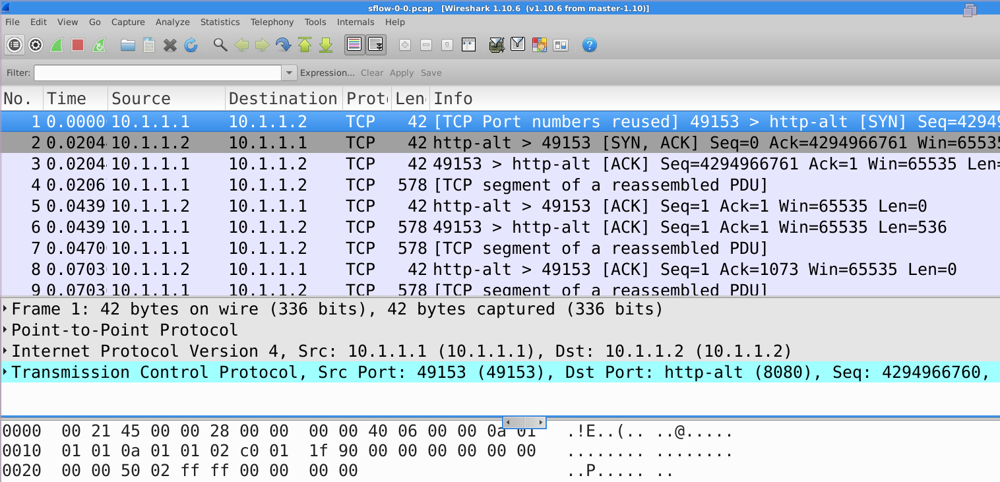 sflow-0-0.pcap [Wireshark 1.10.6 (v1.10.6 from master-1.10)]
File Edit View Go Capture Analyze Statistics Telephony Tools Internals Help
Filter: Expression... Clear Apply Save
No. Time Source Destination Proto Len Info
1 0.0000 10.1.1.1 10.1.1.2 TCP 42 [TCP Port numbers reused] 49153 > http-alt [SYN] Seq=4294
2 0.0204 10.1.1.2 10.1.1.1 TCP 42 http-alt > 49153 [SYN, ACK] Seq=0 Ack=4294966761 Win=65535
3 0.0204 10.1.1.1 10.1.1.2 TCP 42 49153 > http-alt [ACK] Seq=4294966761 Ack=1 Win=65535 Len=
4 0.0206 10.1.1.1 10.1.1.2 TCP 578 [TCP segment of a reassembled PDU]
5 0.0439 10.1.1.2 10.1.1.1 TCP 42 http-alt > 49153 [ACK] Seq=1 Ack=1 Win=65535 Len=0
6 0.0439 10.1.1.1 10.1.1.2 TCP 578 49153 > http-alt [ACK] Seq=1 Ack=1 Win=65535 Len=536
7 0.0470 10.1.1.1 10.1.1.2 TCP 578 [TCP segment of a reassembled PDU]
8 0.0703 10.1.1.2 10.1.1.1 TCP 42 http-alt > 49153 [ACK] Seq=1 Ack=1073 Win=65535 Len=0
9 0.0703 10.1.1.1 10.1.1.2 TCP 578 [TCP segment of a reassembled PDU]
Frame 1: 42 bytes on wire (336 bits), 42 bytes captured (336 bits)
Point-to-Point Protocol
Internet Protocol Version 4, Src: 10.1.1.1 (10.1.1.1), Dst: 10.1.1.2 (10.1.1.2)
Transmission Control Protocol, Src Port: 49153 (49153), Dst Port: http-alt (8080), Seq: 4294966760,
0000 00 21 45 00 00 28 00 00 00 00 40 06 00 00 0a 01 .!E..(.. ..@.....
0010 01 01 0a 01 01 02 c0 01 1f 90 00 00 00 00 00 00 ........ ........
0020 00 00 50 02 ff ff 00 00 00 00 ..P..... ..